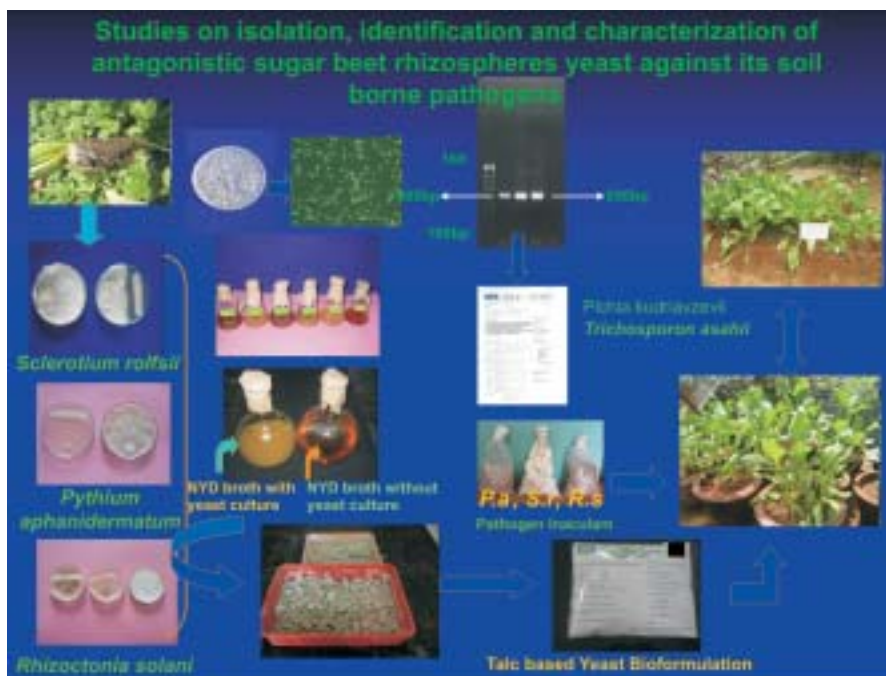 Studies on isolation, identification and characterization of
antagonistic sugar beet rhizospheres yeast against its soil
borne pathogens
Sclerotium rolfsii
Pichia kudriavzevii
Trichosporon asahii
NYD broth with
yeast culture
NYD broth without
yeast culture
P.a, S.r, R.s
Pathogen inoculam
Pythium
aphanidermatum
Rhizoctonia solani
Talc based Yeast Bioformulation